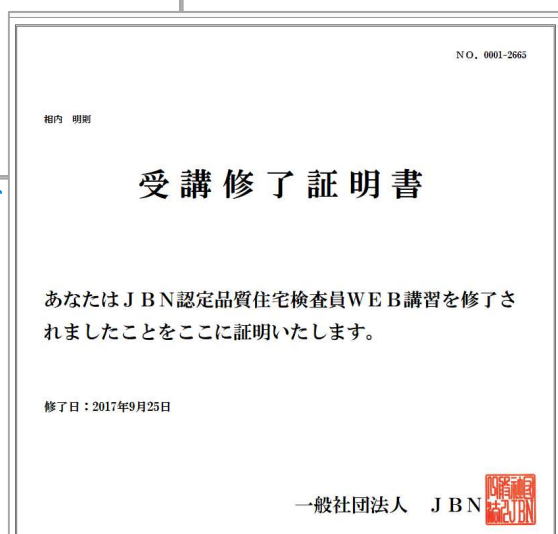 NO. 0001-2665
相内　明則
受講修了証明書
あなたはＪＢＮ認定品質住宅検査員ＷＥＢ講習を修了さ
れましたことをここに証明いたします。
修了日：2017年9月25日
一般社団法人　ＪＢＮ